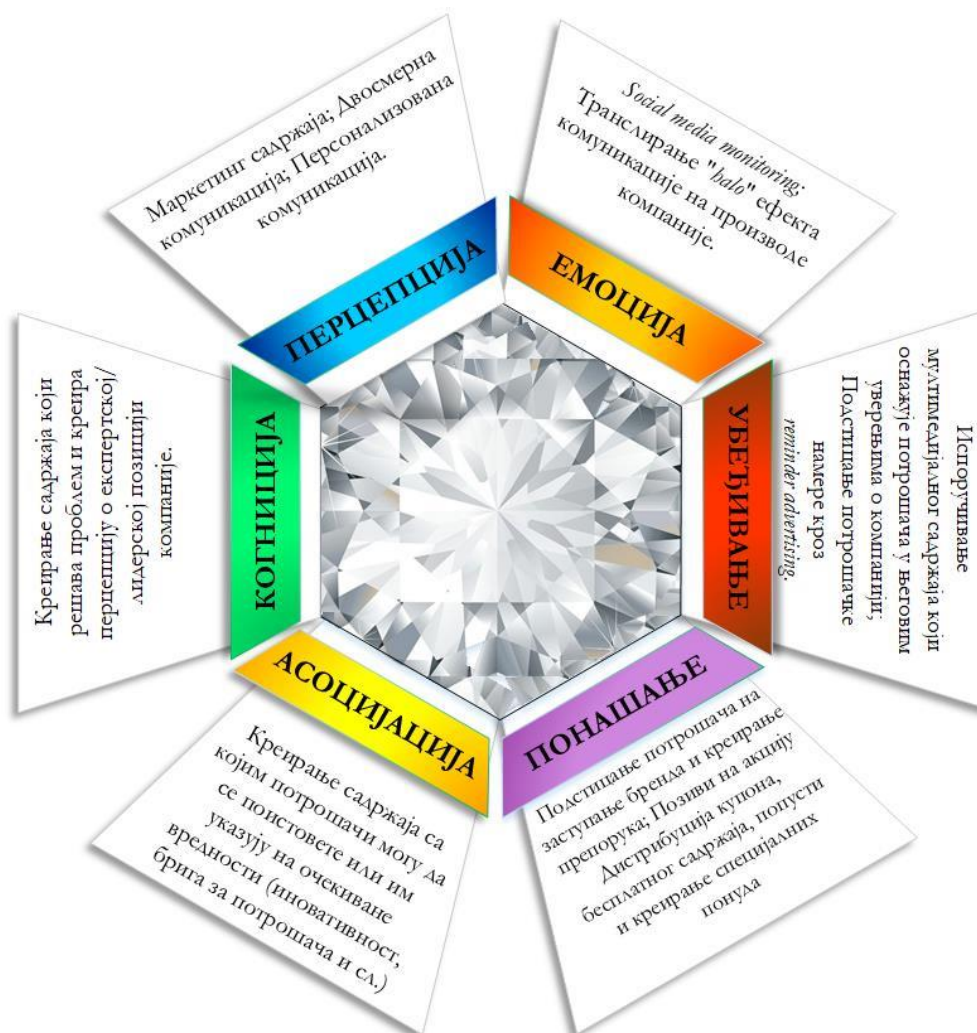 ПЕРЦЕПЦИЈА
Маркетинг садржаја; Двосмерна
комуникација; Персонализована
комуникација.
ЕМОЦИЈА
Social media monitoring;
Транслирање "halo" ефекта
комуникације на производе
компаније.
УБЕЂИВАЊЕ
Испоручивање
мултимедијалног садржаја који
оснажује потрошача у његовим
уверењима о компанији;
Подстицање потрошачке
намере кроз
reminder advertising.
ПОНАШАЊЕ
Подстицање потрошача на
заступање бренда и креирање
препорука; Позиви на акцију
Дистрибуција купона,
бесплатног садржаја, попусти
и креирање специјалних
понуда
АСОЦИЈАЦИЈА
Креирање садржаја са
којим потрошачи могу да
се поистовете или им
указују на очекиване
вредности (иновативност,
брига за потрошача и сл.)
КОГНИЦИЈА
Креирање садржаја који
решава проблем и креира
перцепцију о експертској/
лидерској позицији
компаније.